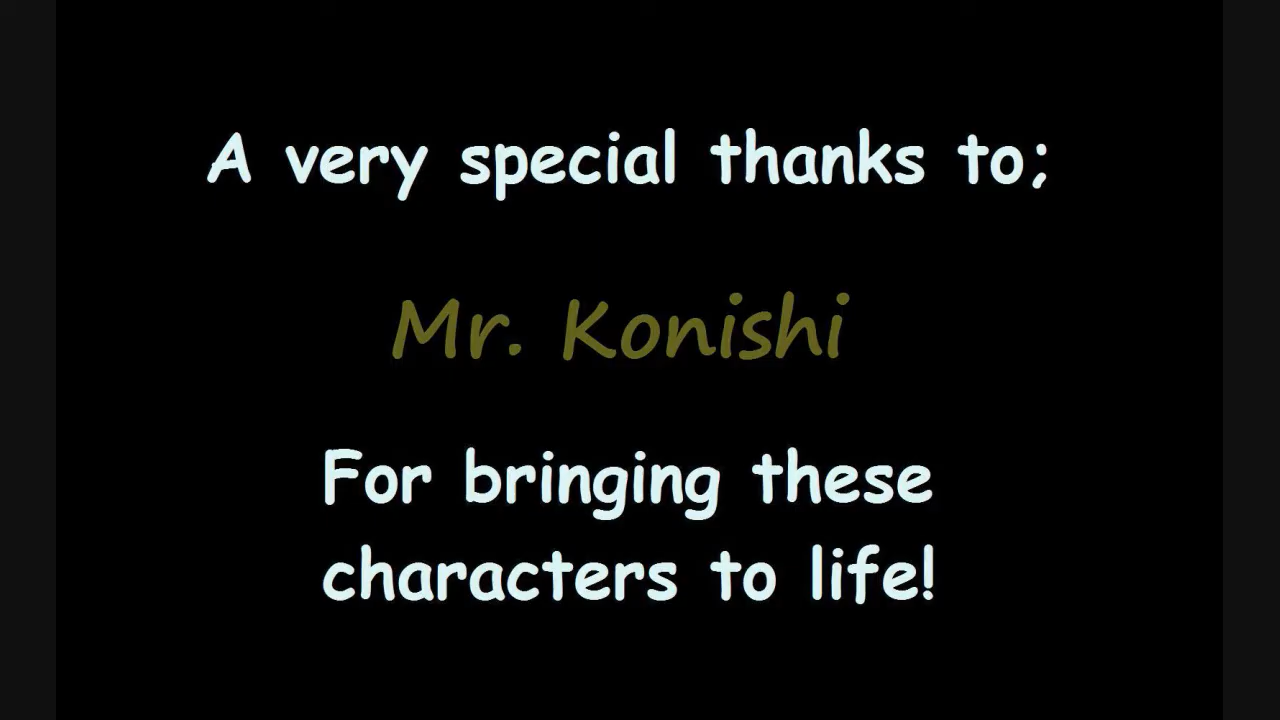 A very special thanks to;
Mr. Konishi
For bringing these
characters to life!